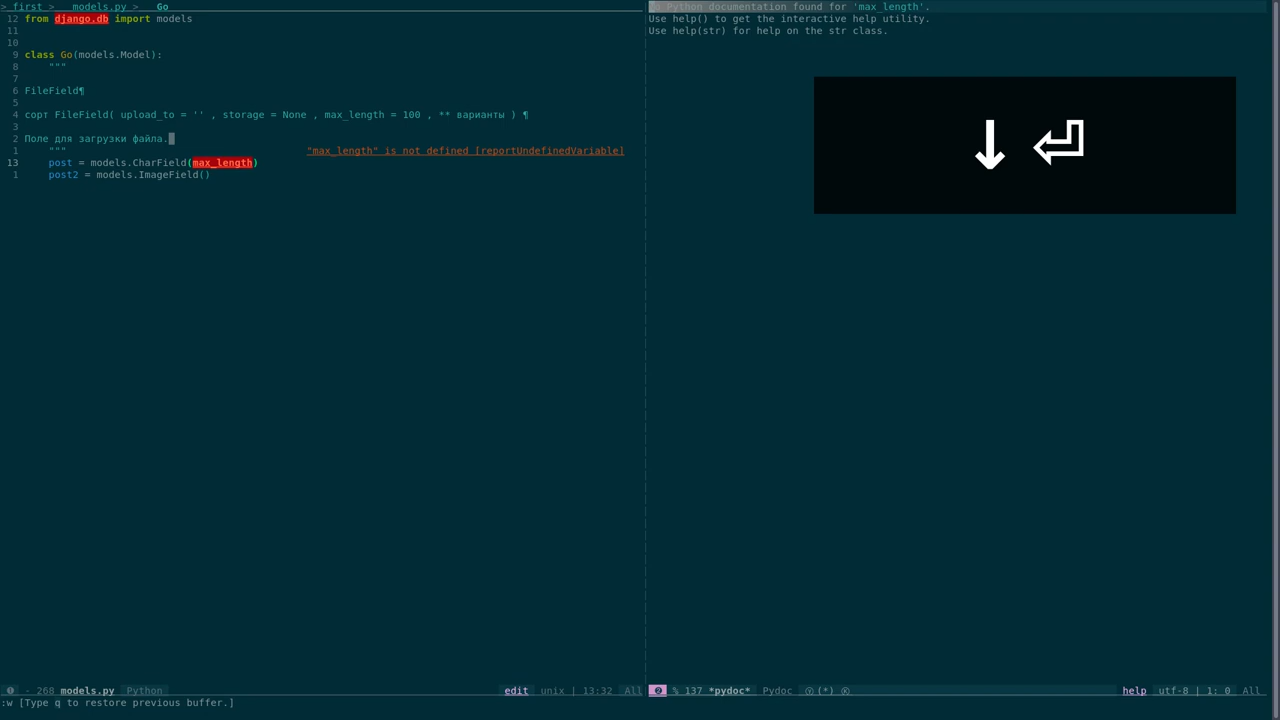 > first > models.py > Go
12 from django.db import models
11
10
9 class Go(models.Model):
8 """
7
6 FileField¶
5
4 сорт FileField( upload_to = '' , storage = None , max_length = 100 , ** варианты ) ¶
3
2 Поле для загрузки файла.
1 """ "max_length" is not defined [reportUndefinedVariable]
13 post = models.CharField(max_length)
1 post2 = models.ImageField()
- 268 models.py Python edit unix | 13:32 All
:w [Type q to restore previous buffer.]
Python documentation found for 'max_length'.
Use help() to get the interactive help utility.
Use help(str) for help on the str class.
↓ ⏎
% 137 *pydoc* Pydoc (*) help utf-8 | 1: 0 All